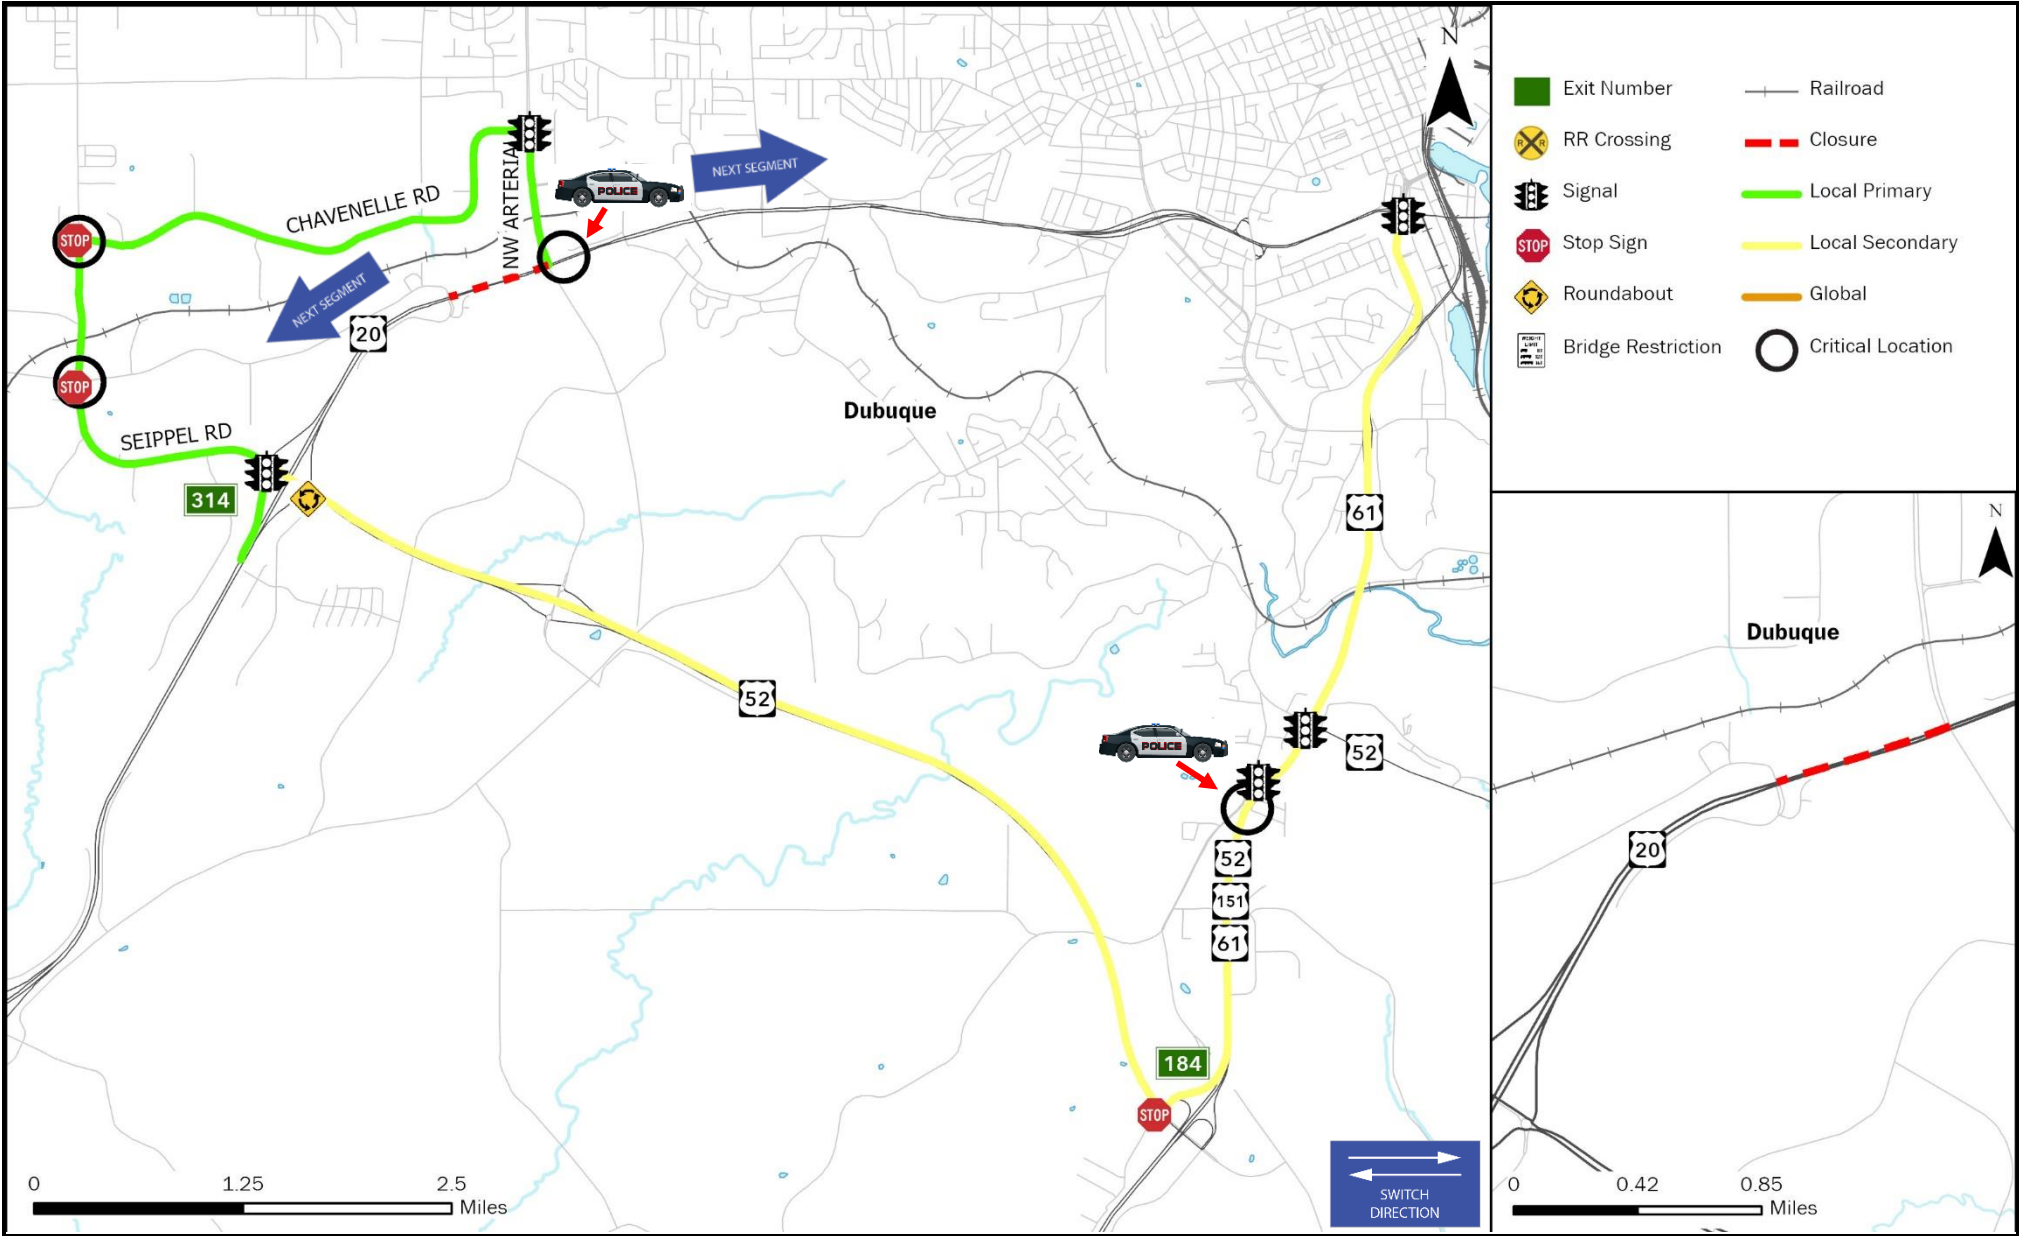 N
NW ARTERIAL
POLICE
NEXT SEGMENT
CHAVENELLE RD
STOP
NEXT SEGMENT
20
STOP
Dubuque
SEIPPEL RD
314
61
52
POLICE
52
52
151
61
184
STOP
0 1.25 2.5
Miles
SWITCH
DIRECTION
Exit Number
Railroad
R R
RR Crossing
Closure
Signal
Local Primary
STOP
Stop Sign
Local Secondary
Roundabout
Global
WEIGHT
LIMIT
Bridge Restriction
Critical Location
N
Dubuque
20
0 0.42 0.85
Miles